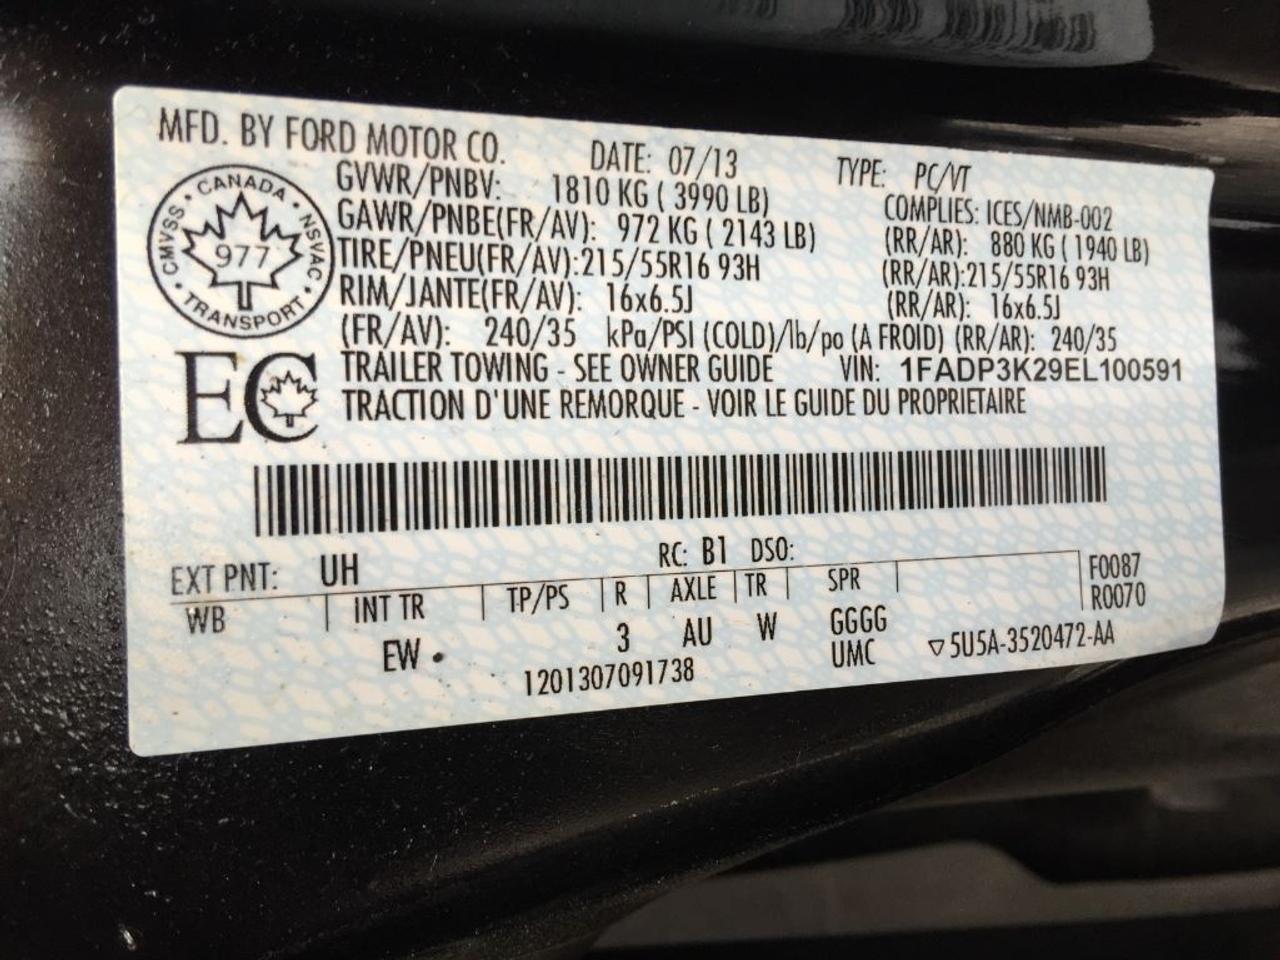 MFD. BY FORD MOTOR CO. DATE: 07/13 TYPE: PC/VT
GVWR/PNBV: 1810 KG ( 3990 LB) COMPLIES: ICES/NMB-002
GAWR/PNBE(FR/AV): 972 KG ( 2143 LB) (RR/AR): 880 KG ( 1940 LB)
TIRE/PNEU(FR/AV):215/55R16 93H (RR/AR):215/55R16 93H
RIM/JANTE(FR/AV): 16x6.5J (RR/AR): 16x6.5J
(FR/AV): 240/35 kPa/PSI (COLD)/lb/po (A FROID) (RR/AR): 240/35
TRAILER TOWING - SEE OWNER GUIDE VIN: 1FADP3K29EL100591
TRACTION D'UNE REMORQUE - VOIR LE GUIDE DU PROPRIETAIRE
CANADA
CMVSS • NSVAC
977
TRANSPORT
EC
EXT PNT: UH RC: B1 DSO:
WB INT TR TP/PS R AXLE TR SPR F0087
R0070
EW • 3 AU W GGGG
UMC
1201307091738
▽5U5A-3520472-AA